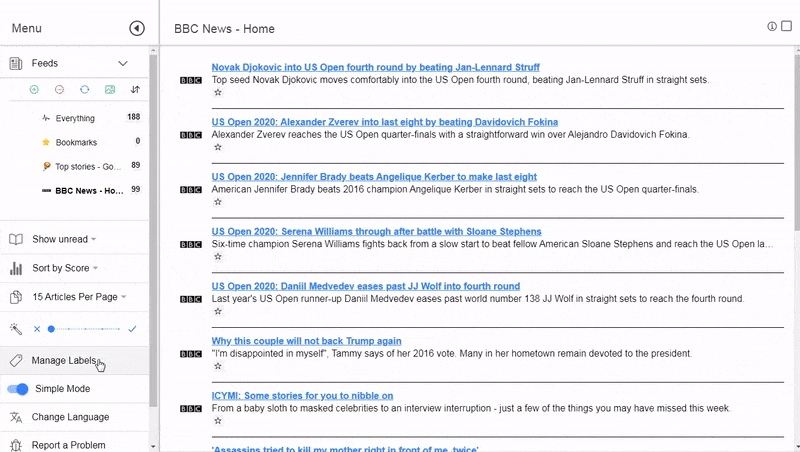 Menu
BBC News - Home
Feeds
Everything 188
Bookmarks 0
Top stories - Go... 89
BBC News - Ho... 99
Show unread
Sort by Score
15 Articles Per Page
Manage Labels
Simple Mode
Change Language
Report a Problem
BBC
Novak Djokovic into US Open fourth round by beating Jan-Lennard Struff
Top seed Novak Djokovic moves comfortably into the US Open fourth round, beating Jan-Lennard Struff in straight sets.
BBC
US Open 2020: Alexander Zverev into last eight by beating Davidovich Fokina
Alexander Zverev reaches the US Open quarter-finals with a straightforward win over Alejandro Davidovich Fokina.
BBC
US Open 2020: Jennifer Brady beats Angelique Kerber to make last eight
American Jennifer Brady beats 2016 champion Angelique Kerber in straight sets to reach the US Open quarter-finals.
BBC
US Open 2020: Serena Williams through after battle with Sloane Stephens
Six-time champion Serena Williams fights back from a slow start to beat fellow American Sloane Stephens and reach the US Open la...
BBC
US Open 2020: Daniil Medvedev eases past JJ Wolf into fourth round
Last year's US Open runner-up Daniil Medvedev eases past world number 138 JJ Wolf in straight sets to reach the fourth round.
BBC
Why this couple will not back Trump again
"I'm disappointed in myself", Tammy says of her 2016 vote. Many in her hometown remain devoted to the president.
BBC
ICYMI: Some stories for you to nibble on
From a baby sloth to masked celebrities to an interview interruption - just a few of the things you may have missed this week.
'Assassins tried to kill my mother right in front of me, twice'